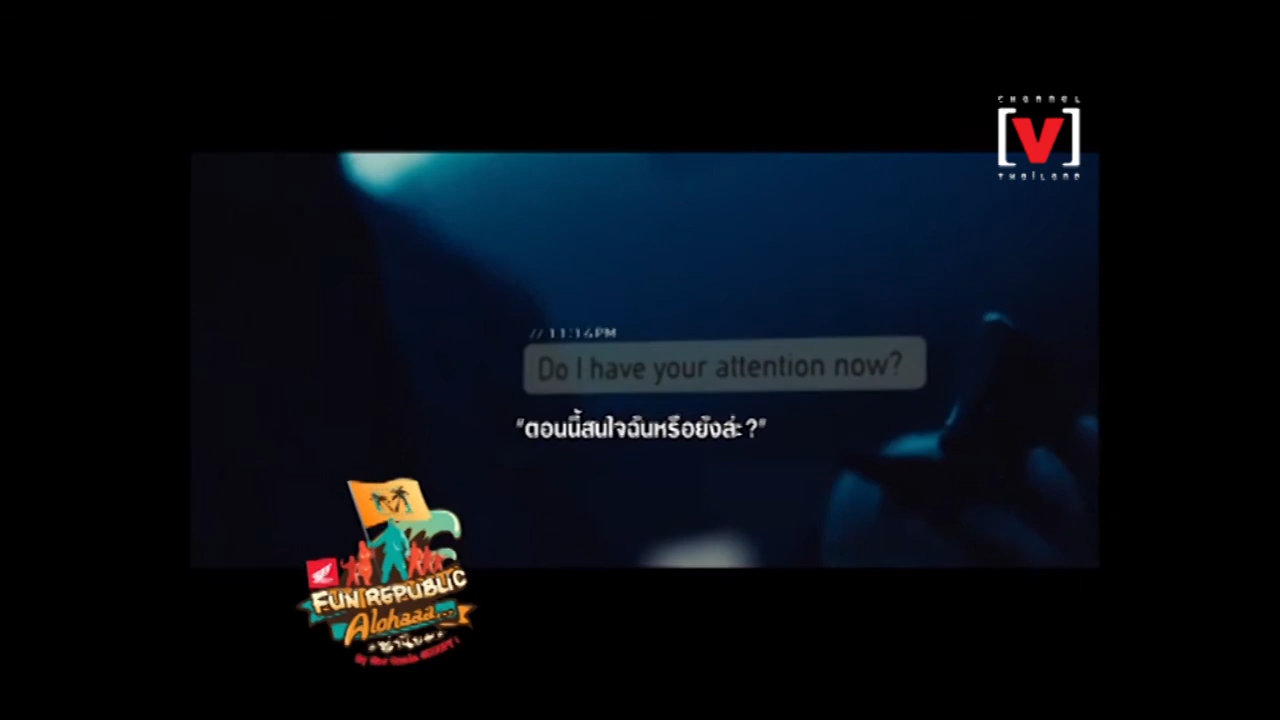 CHANNEL
[V]
THAILAND
// 11:14PM
Do I have your attention now?
"ตอนนี้สนใจฉันหรือยังล่ะ?"
FUN REPUBLIC
Alohaaa...